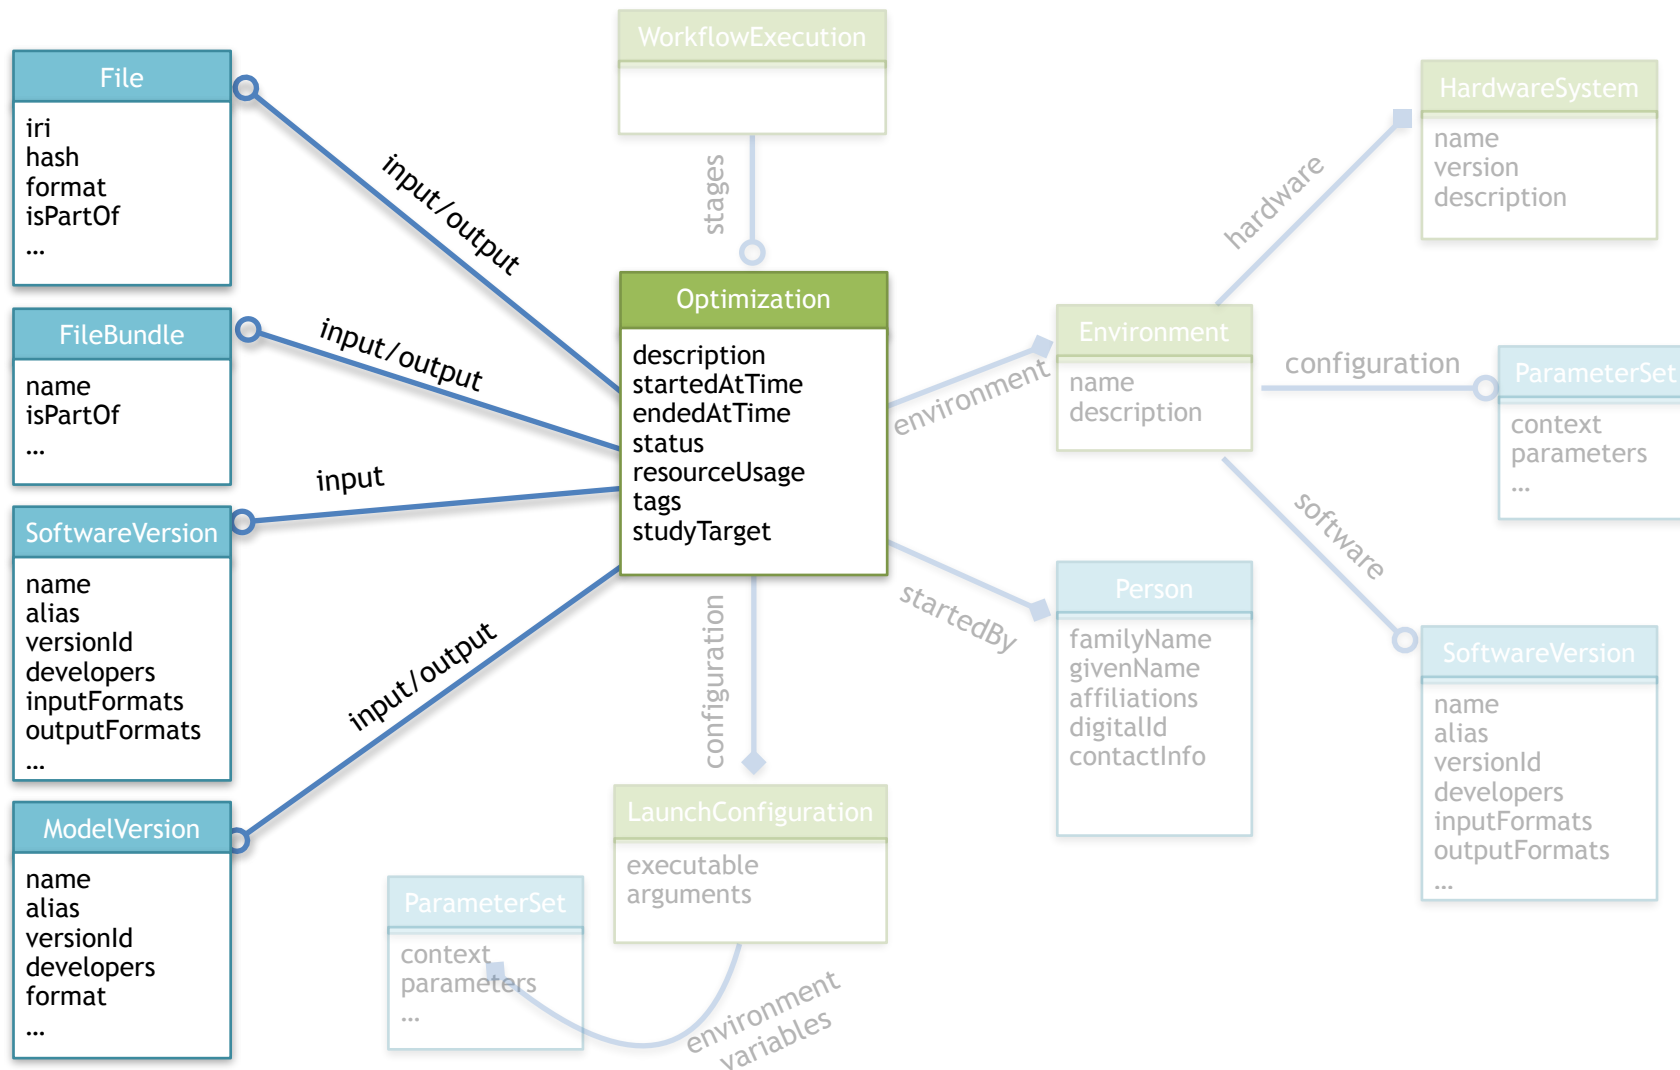 File
iri
hash
format
isPartOf
...
FileBundle
name
isPartOf
...
SoftwareVersion
name
alias
versionId
developers
inputFormats
outputFormats
...
ModelVersion
name
alias
versionId
developers
format
...
input/output
input/output
input
input/output
WorkflowExecution
stages
Optimization
description
startedAtTime
endedAtTime
status
resourceUsage
tags
studyTarget
configuration
LaunchConfiguration
executable
arguments
ParameterSet
context
parameters
...
environment
variables
environment
startedBy
Environment
name
description
Person
familyName
givenName
affiliations
digitalId
contactInfo
hardware
HardwareSystem
name
version
description
configuration
ParameterSet
context
parameters
...
software
SoftwareVersion
name
alias
versionId
developers
inputFormats
outputFormats
...